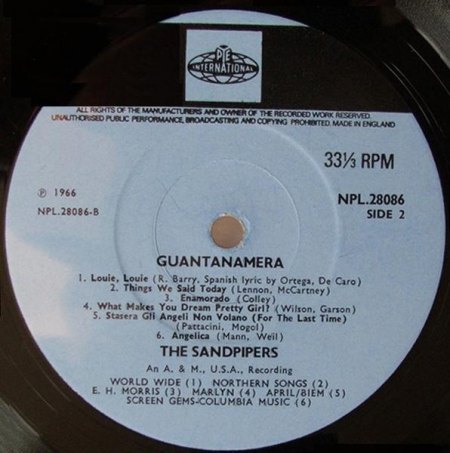 PYE
INTERNATIONAL
ALL RIGHTS OF THE MANUFACTURERS AND OWNER OF THE RECORDED WORK RESERVED.
UNAUTHORISED PUBLIC PERFORMANCE, BROADCASTING AND COPYING PROHIBITED. MADE IN ENGLAND
33⅓ RPM
℗ 1966
NPL.28086-B
NPL.28086
SIDE 2
GUANTANAMERA
1. Louie, Louie (R. Barry, Spanish lyric by Ortega, De Caro)
2. Things We Said Today (Lennon, McCartney)
3. Enamorado (Colley)
4. What Makes You Dream Pretty Girl? (Wilson, Garson)
5. Stasera Gli Angeli Non Volano (For The Last Time)
(Pattacini, Mogol)
6. Angelica (Mann, Weil)
THE SANDPIPERS
An A. & M., U.S.A., Recording
WORLD WIDE (1) NORTHERN SONGS (2)
E. H. MORRIS (3) MARLYN (4) APRIL/BIEM (5)
SCREEN GEMS-COLUMBIA MUSIC (6)